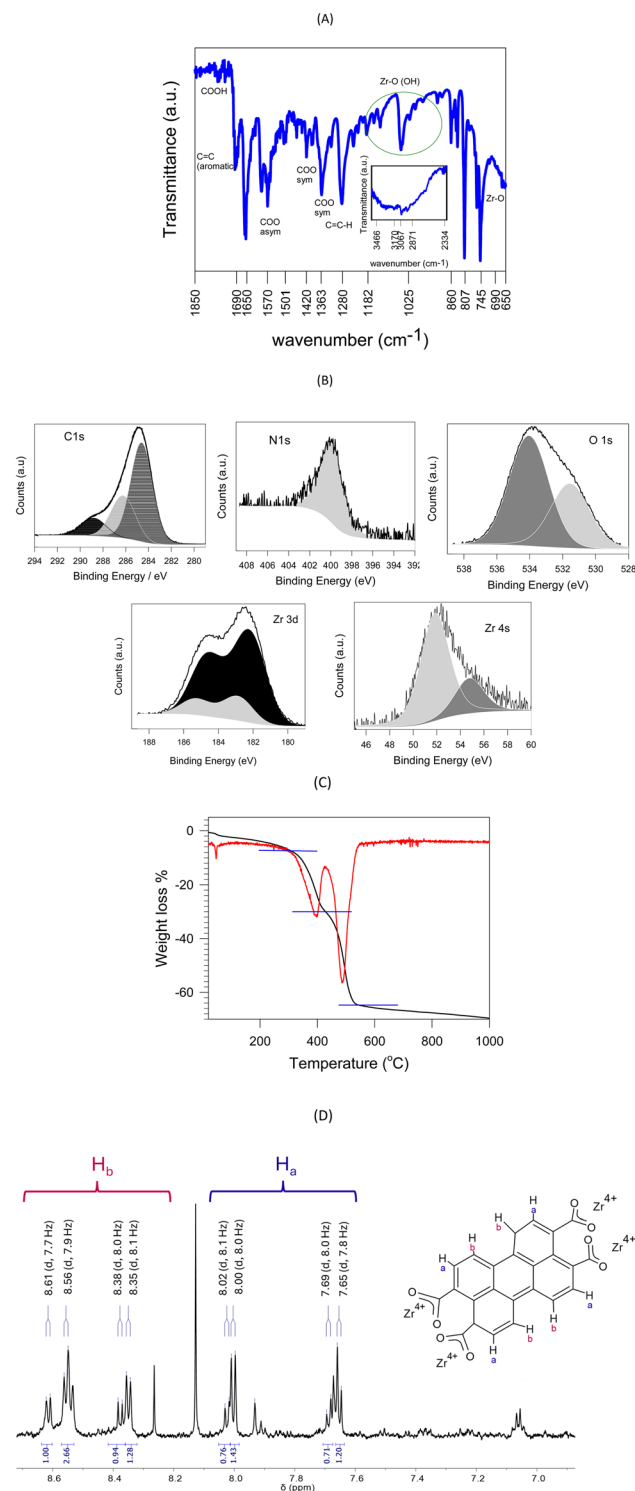 (A)
COOH
Zr-O (OH)
C=C
(aromatic)
COO
asym
COO
sym
COO
sym
C=C-H
Zr-O
Transmittance (a.u.)
Transmittance (a.u.)
3466
3170
3067
2871
2334
wavenumber (cm-1)
1850
1690
1650
1570
1501
1420
1363
1280
1182
1025
860
807
745
690
650
wavenumber (cm-1)
(B)
C1s
Counts (a.u)
294 292 290 288 286 284 282 280
Binding Energy / eV
N1s
Counts (a.u.)
408 406 404 402 400 398 396 394 392
Binding Energy (eV)
O 1s
Counts (a.u.)
538 536 534 532 530 528
Binding Energy (eV)
Zr 3d
Counts (a.u.)
188 186 184 182 180
Binding Energy (eV)
Zr 4s
Counts (a.u.)
46 48 50 52 54 56 58 60
Binding Energy (eV)
(C)
Weight loss %
0
-20
-40
-60
200 400 600 800 1000
Temperature (°C)
(D)
Hb
Ha
8.61 (d, 7.7 Hz)
8.56 (d, 7.9 Hz)
8.38 (d, 8.0 Hz)
8.35 (d, 8.1 Hz)
8.02 (d, 8.1 Hz)
8.00 (d, 8.0 Hz)
7.69 (d, 8.0 Hz)
7.65 (d, 7.8 Hz)
H
a
H
b
O
O
Zr4+
Zr4+
O
O
H
b
H
a
H
a
O
O
Zr4+
H
b
H
b
O
O
Zr4+
H
a
1.00
2.66
0.94
1.28
0.76
1.43
0.71
1.20
8.6 8.4 8.2 8.0 7.8 7.6 7.4 7.2 7.0
δ (ppm)